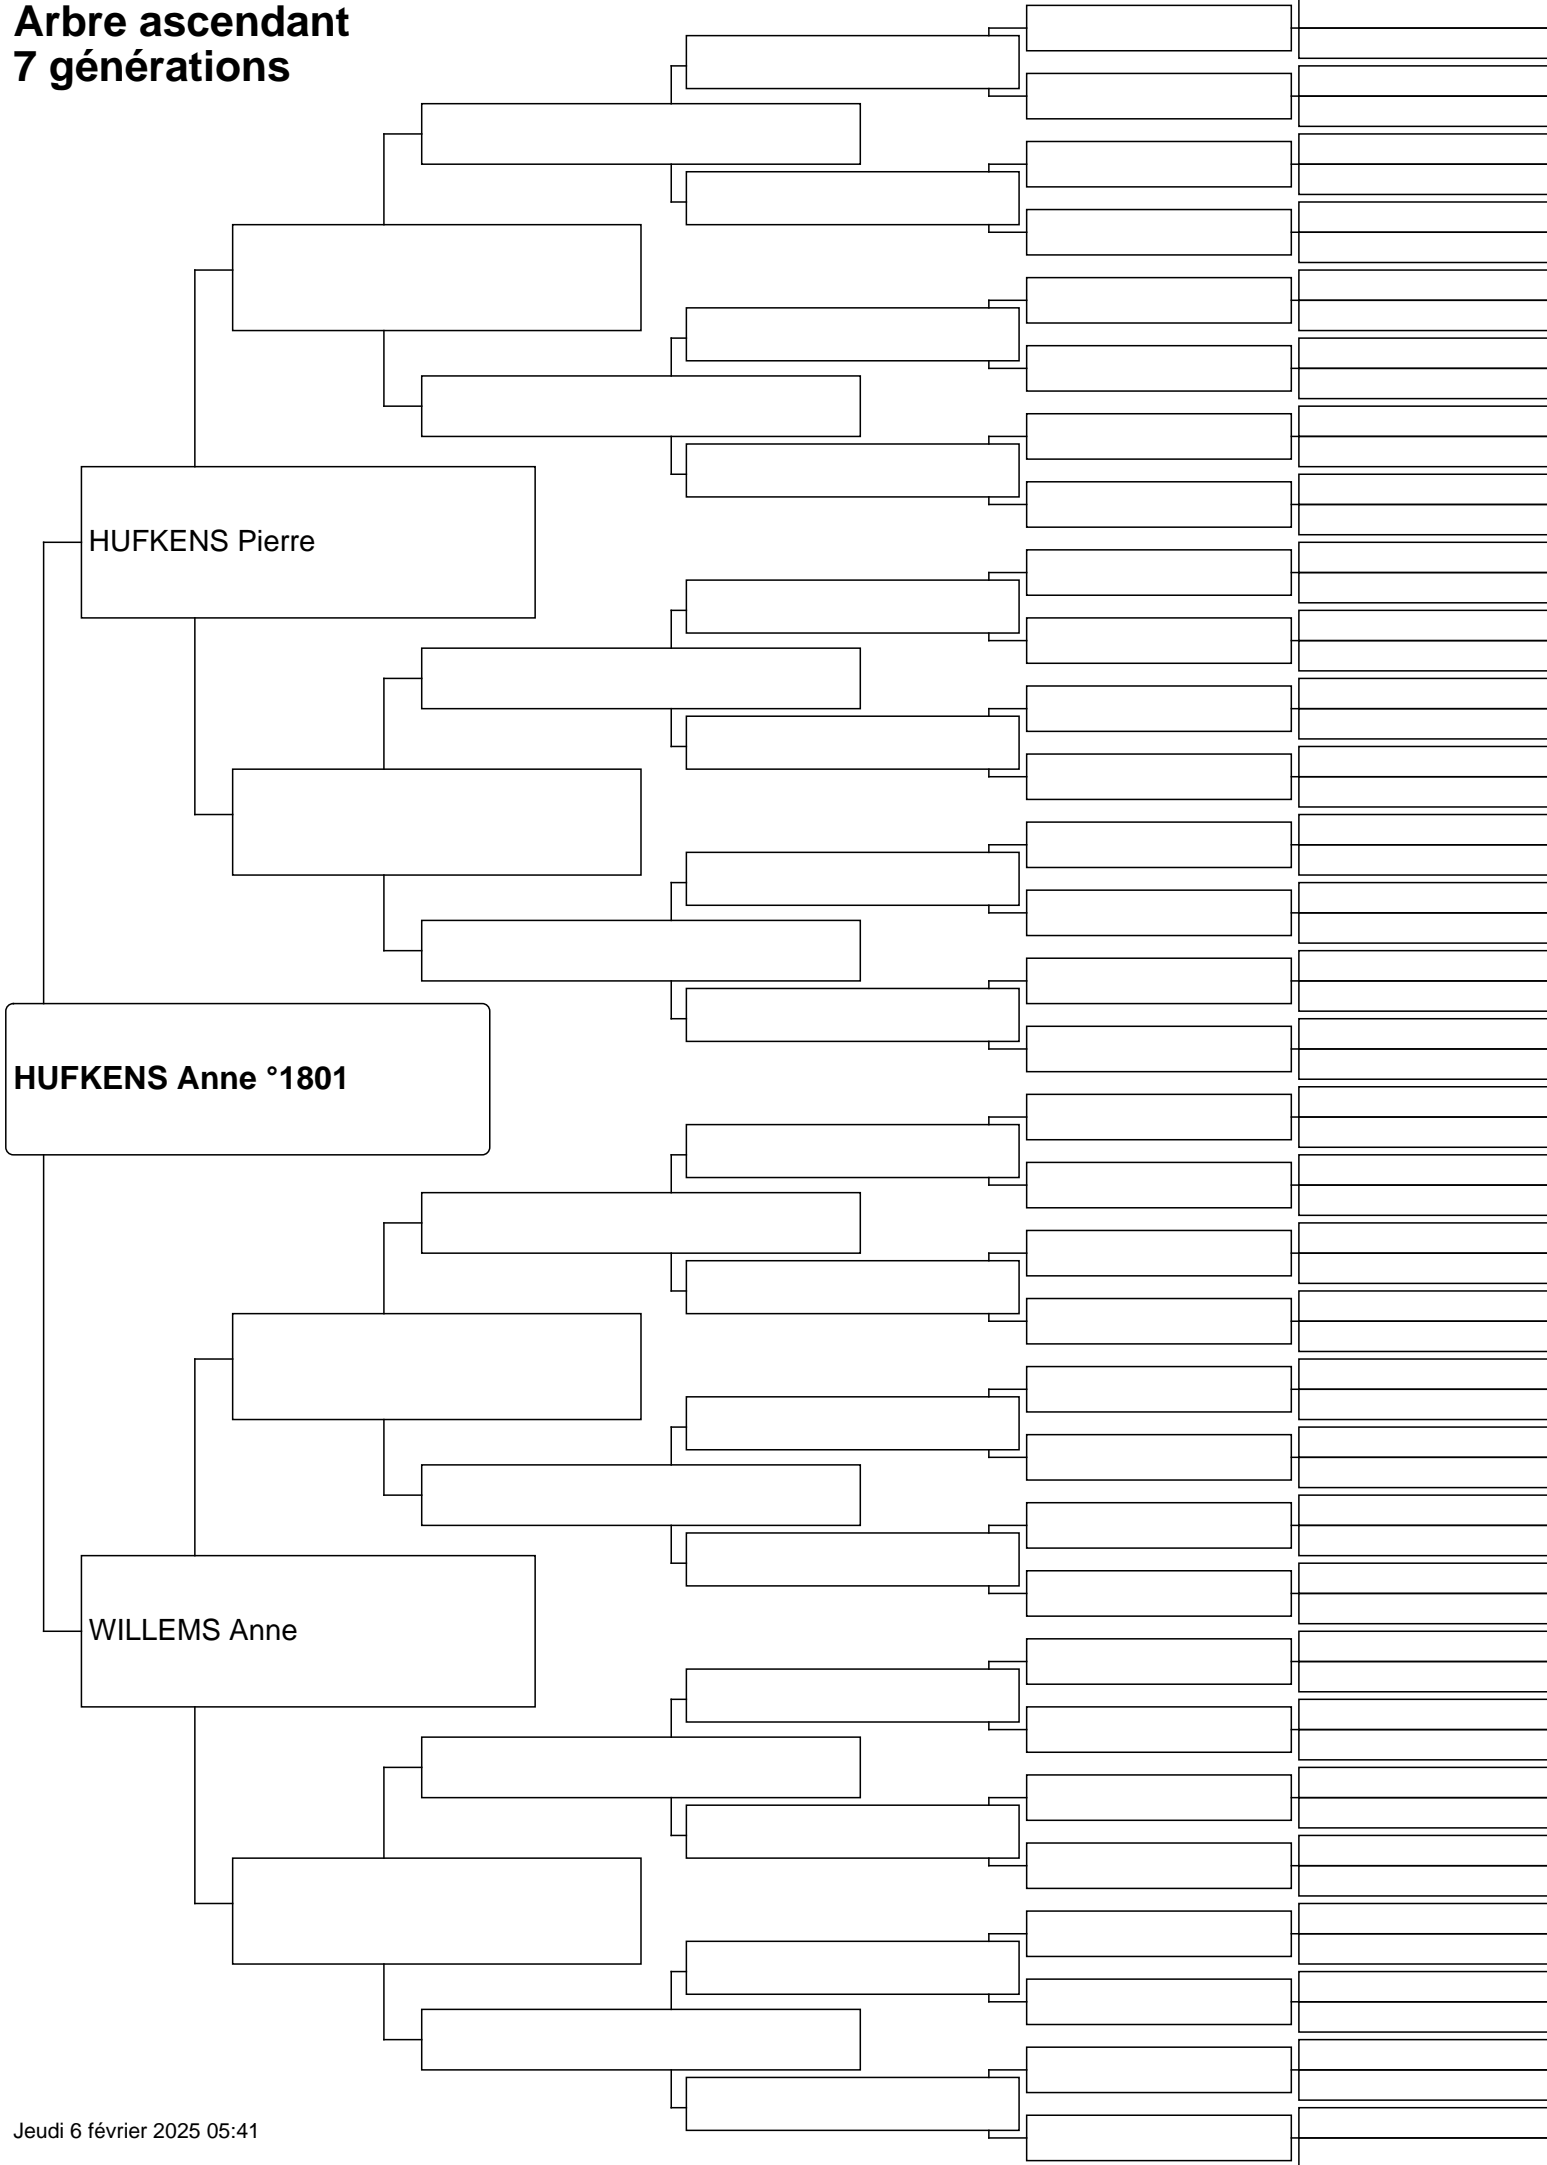 Arbre ascendant
7 générations
HUFKENS Pierre
HUFKENS Anne °1801
WILLEMS Anne
Jeudi 6 février 2025 05:41